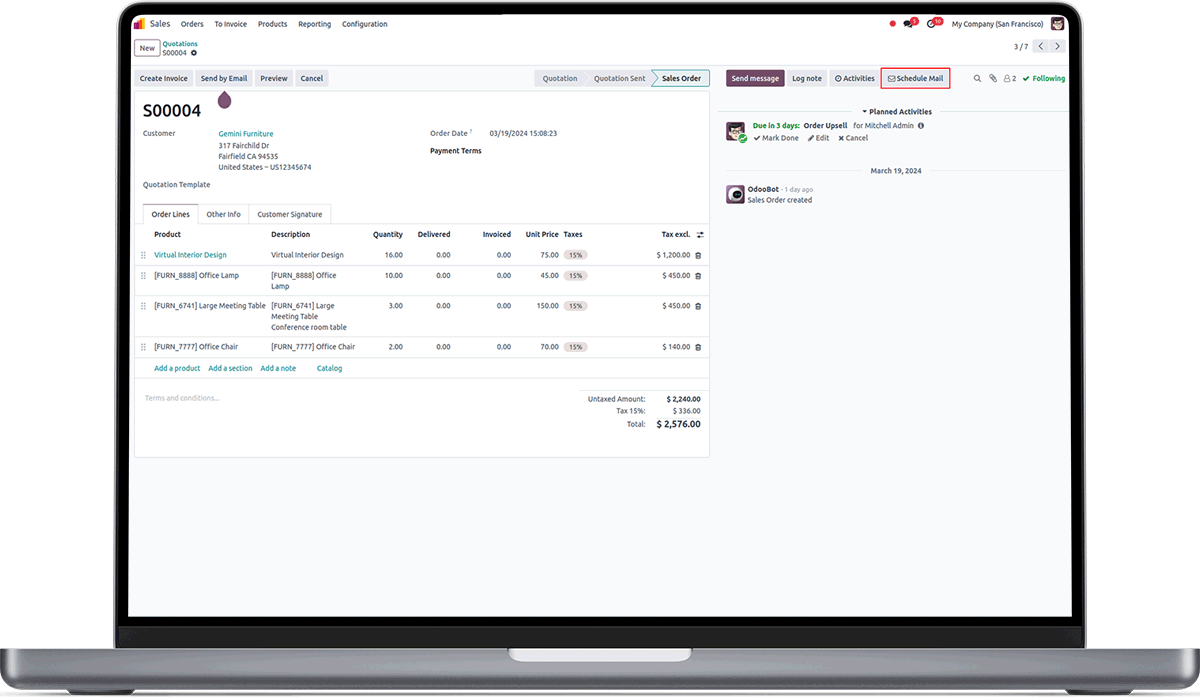 Sales Orders To Invoice Products Reporting Configuration
5 10 My Company (San Francisco)
New Quotations
S00004
3 / 7
Create Invoice Send by Email Preview Cancel
Quotation Quotation Sent Sales Order
Send message Log note Activities Schedule Mail
2 Following
S00004
Customer
Gemini Furniture
317 Fairchild Dr
Fairfield CA 94535
United States – US12345674
Order Date ? 03/19/2024 15:08:23
Payment Terms
Quotation Template
Order Lines Other Info Customer Signature
Product Description Quantity Delivered Invoiced Unit Price Taxes Tax excl.
Virtual Interior Design Virtual Interior Design 16.00 0.00 0.00 75.00 15% $ 1,200.00
[FURN_8888] Office Lamp [FURN_8888] Office 10.00 0.00 0.00 45.00 15% $ 450.00
Lamp
[FURN_6741] Large Meeting Table [FURN_6741] Large 3.00 0.00 0.00 150.00 15% $ 450.00
Meeting Table
Conference room table
[FURN_7777] Office Chair [FURN_7777] Office Chair 2.00 0.00 0.00 70.00 15% $ 140.00
Add a product Add a section Add a note Catalog
Terms and conditions...
Untaxed Amount: $ 2,240.00
Tax 15%: $ 336.00
Total: $ 2,576.00
Planned Activities
Due in 3 days: Order Upsell for Mitchell Admin
Mark Done Edit Cancel
March 19, 2024
OdooBot - 1 day ago
Sales Order created